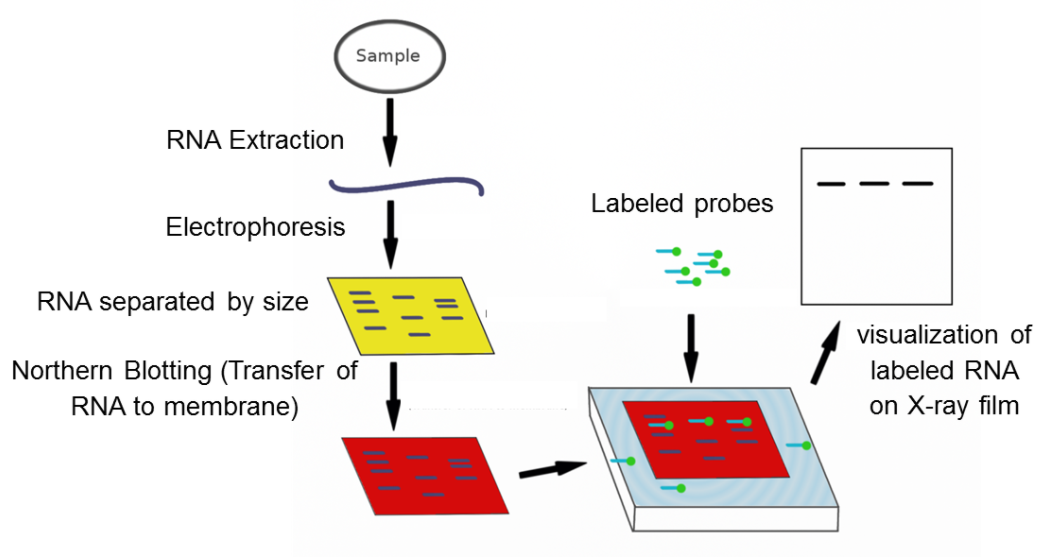 Sample
RNA Extraction
Electrophoresis
RNA separated by size
Northern Blotting (Transfer of
RNA to membrane)
Labeled probes
visualization of
labeled RNA
on X-ray film